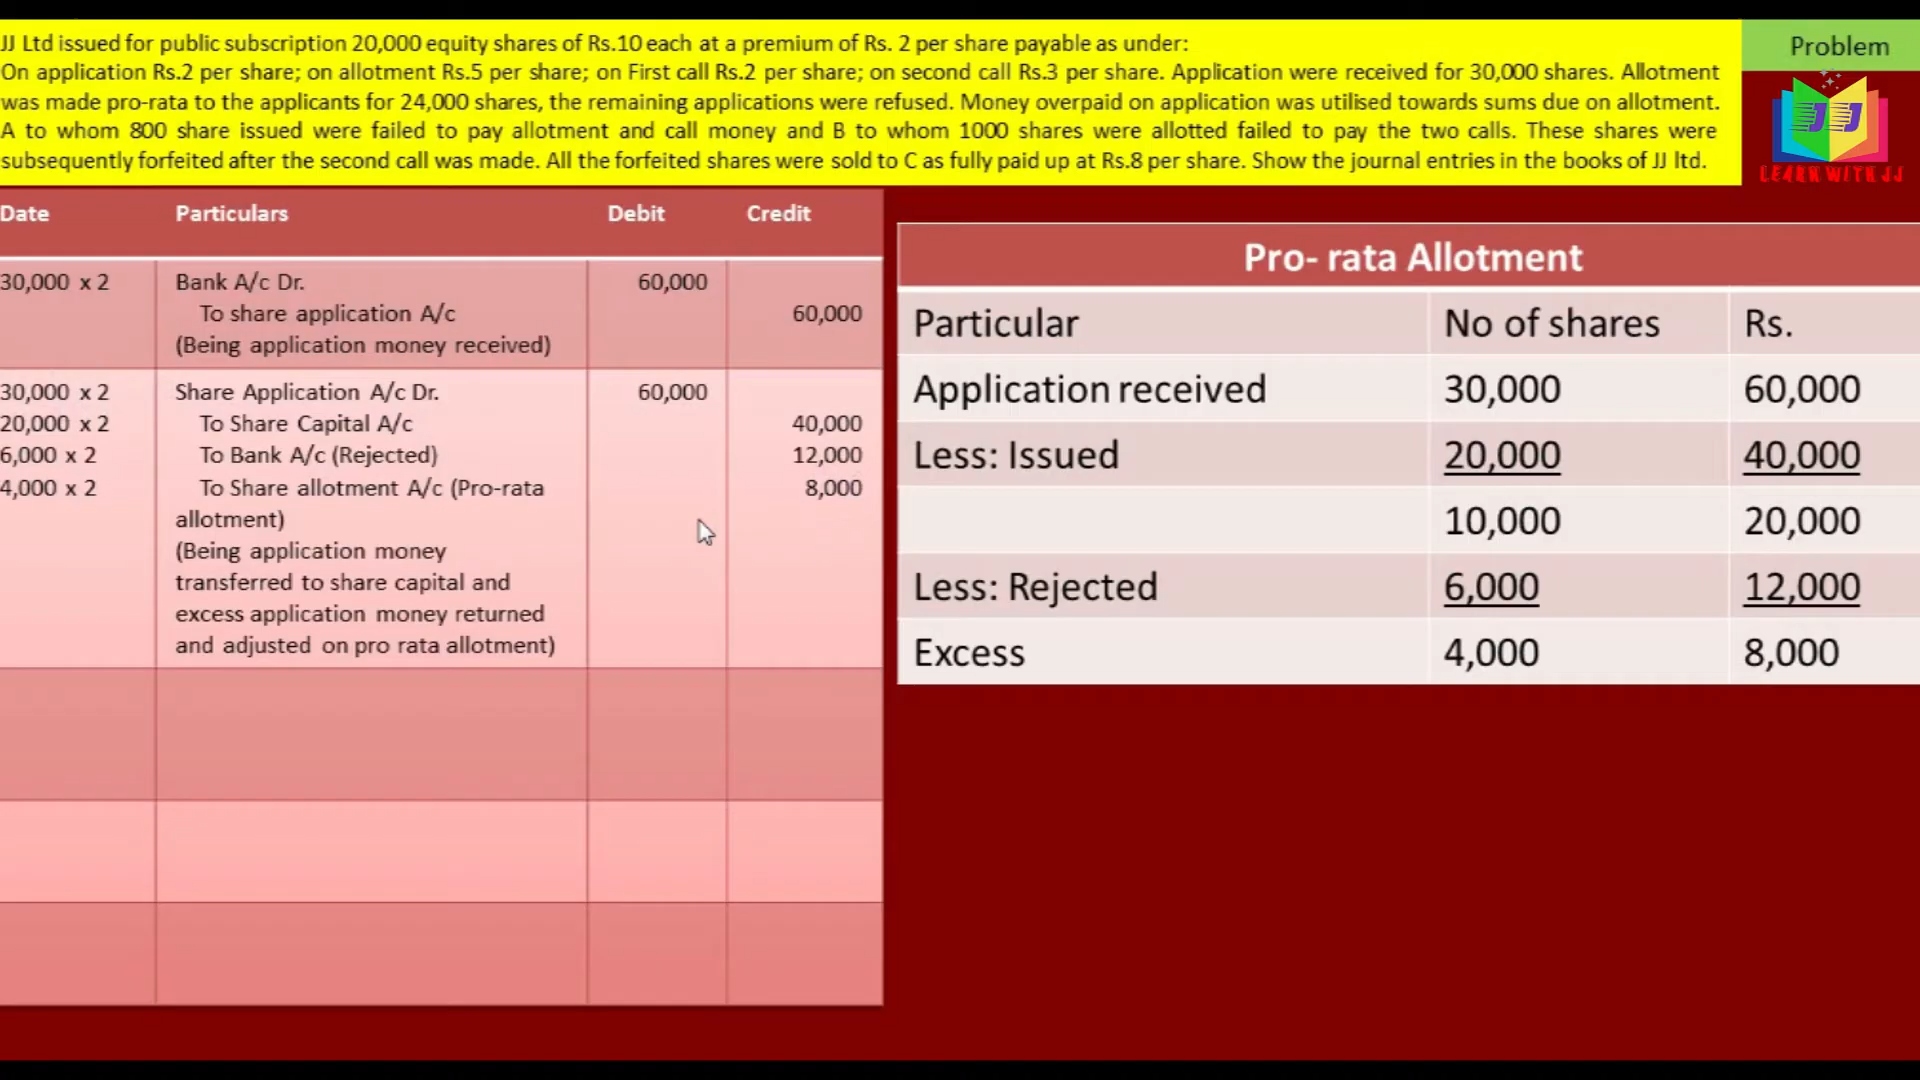 JJ Ltd issued for public subscription 20,000 equity shares of Rs.10 each at a premium of Rs. 2 per share payable as under:
On application Rs.2 per share; on allotment Rs.5 per share; on First call Rs.2 per share; on second call Rs.3 per share. Application were received for 30,000 shares. Allotment
was made pro-rata to the applicants for 24,000 shares, the remaining applications were refused. Money overpaid on application was utilised towards sums due on allotment.
A to whom 800 share issued were failed to pay allotment and call money and B to whom 1000 shares were allotted failed to pay the two calls. These shares were
subsequently forfeited after the second call was made. All the forfeited shares were sold to C as fully paid up at Rs.8 per share. Show the journal entries in the books of JJ ltd.
Problem
JJ
LEARN WITH JJ
Date Particulars Debit Credit
30,000 x 2 Bank A/c Dr. 60,000
To share application A/c 60,000
(Being application money received)
30,000 x 2 Share Application A/c Dr. 60,000
20,000 x 2 To Share Capital A/c 40,000
6,000 x 2 To Bank A/c (Rejected) 12,000
4,000 x 2 To Share allotment A/c (Pro-rata 8,000
allotment)
(Being application money
transferred to share capital and
excess application money returned
and adjusted on pro rata allotment)
Pro- rata Allotment
Particular No of shares Rs.
Application received 30,000 60,000
Less: Issued 20,000 40,000
10,000 20,000
Less: Rejected 6,000 12,000
Excess 4,000 8,000